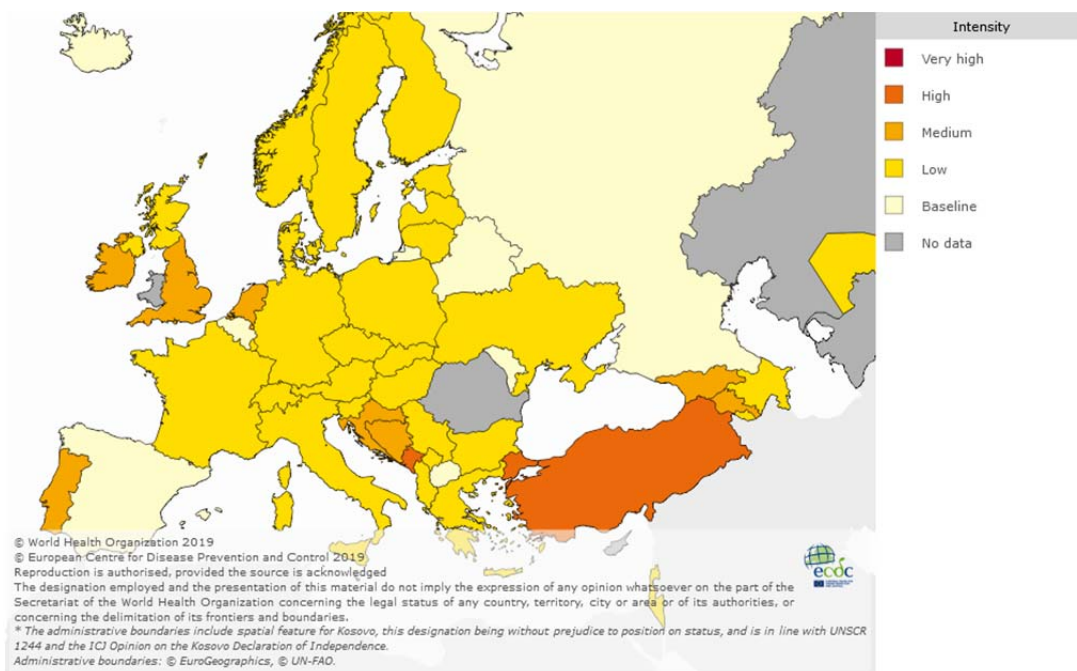 Intensity
Very high
High
Medium
Low
Baseline
No data
© World Health Organization 2019
© European Centre for Disease Prevention and Control 2019
Reproduction is authorised, provided the source is acknowledged
The designation employed and the presentation of this material do not imply the expression of any opinion whatsoever on the part of the
Secretariat of the World Health Organization concerning the legal status of any country, territory, city or area or of its authorities, or
concerning the delimitation of its frontiers and boundaries.
* The administrative boundaries include spatial feature for Kosovo, this designation being without prejudice to position on status, and is in line with UNSCR
1244 and the ICJ Opinion on the Kosovo Declaration of Independence.
Administrative boundaries: © EuroGeographics, © UN-FAO.
ecdc